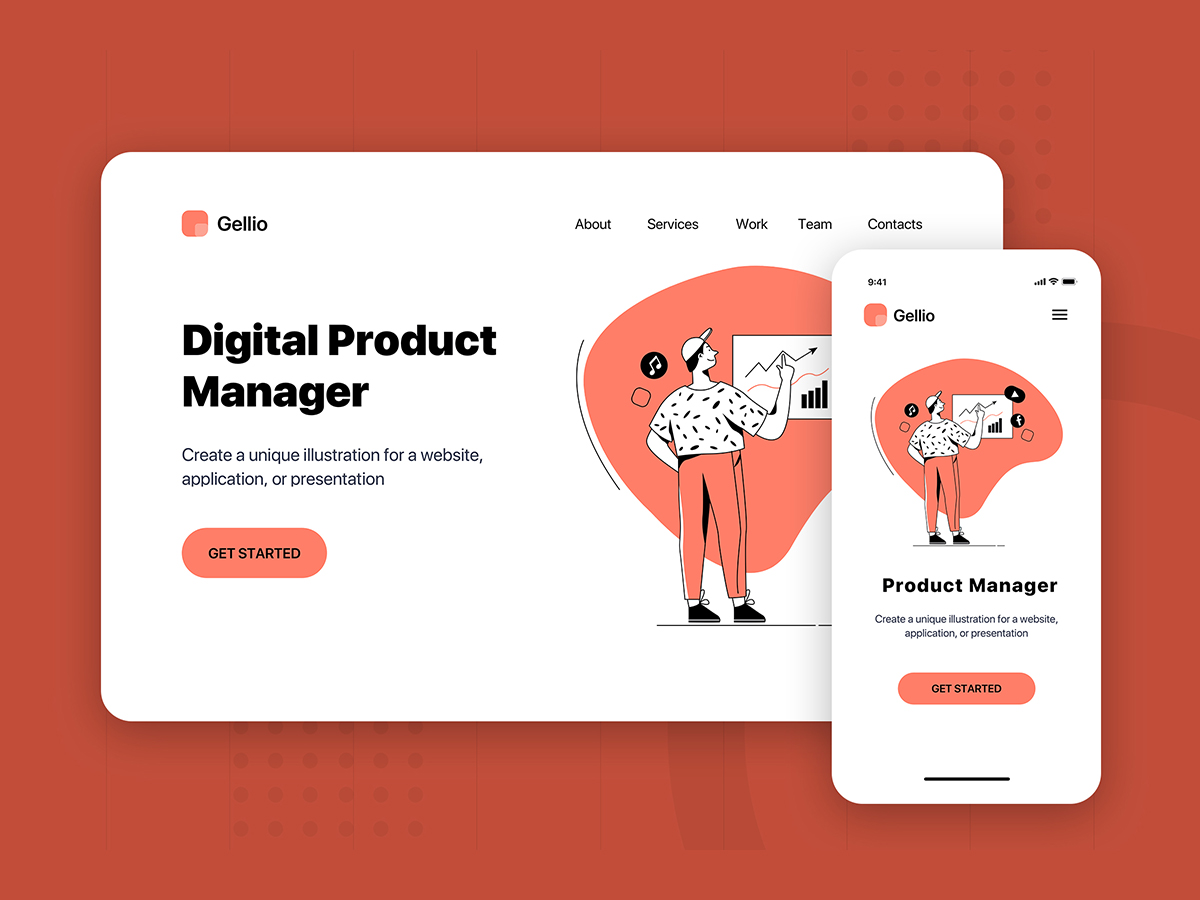 Gellio
About Services Work Team Contacts
Digital Product
Manager
Create a unique illustration for a website,
application, or presentation
GET STARTED
9:41
Gellio
Product Manager
Create a unique illustration for a website,
application, or presentation
GET STARTED